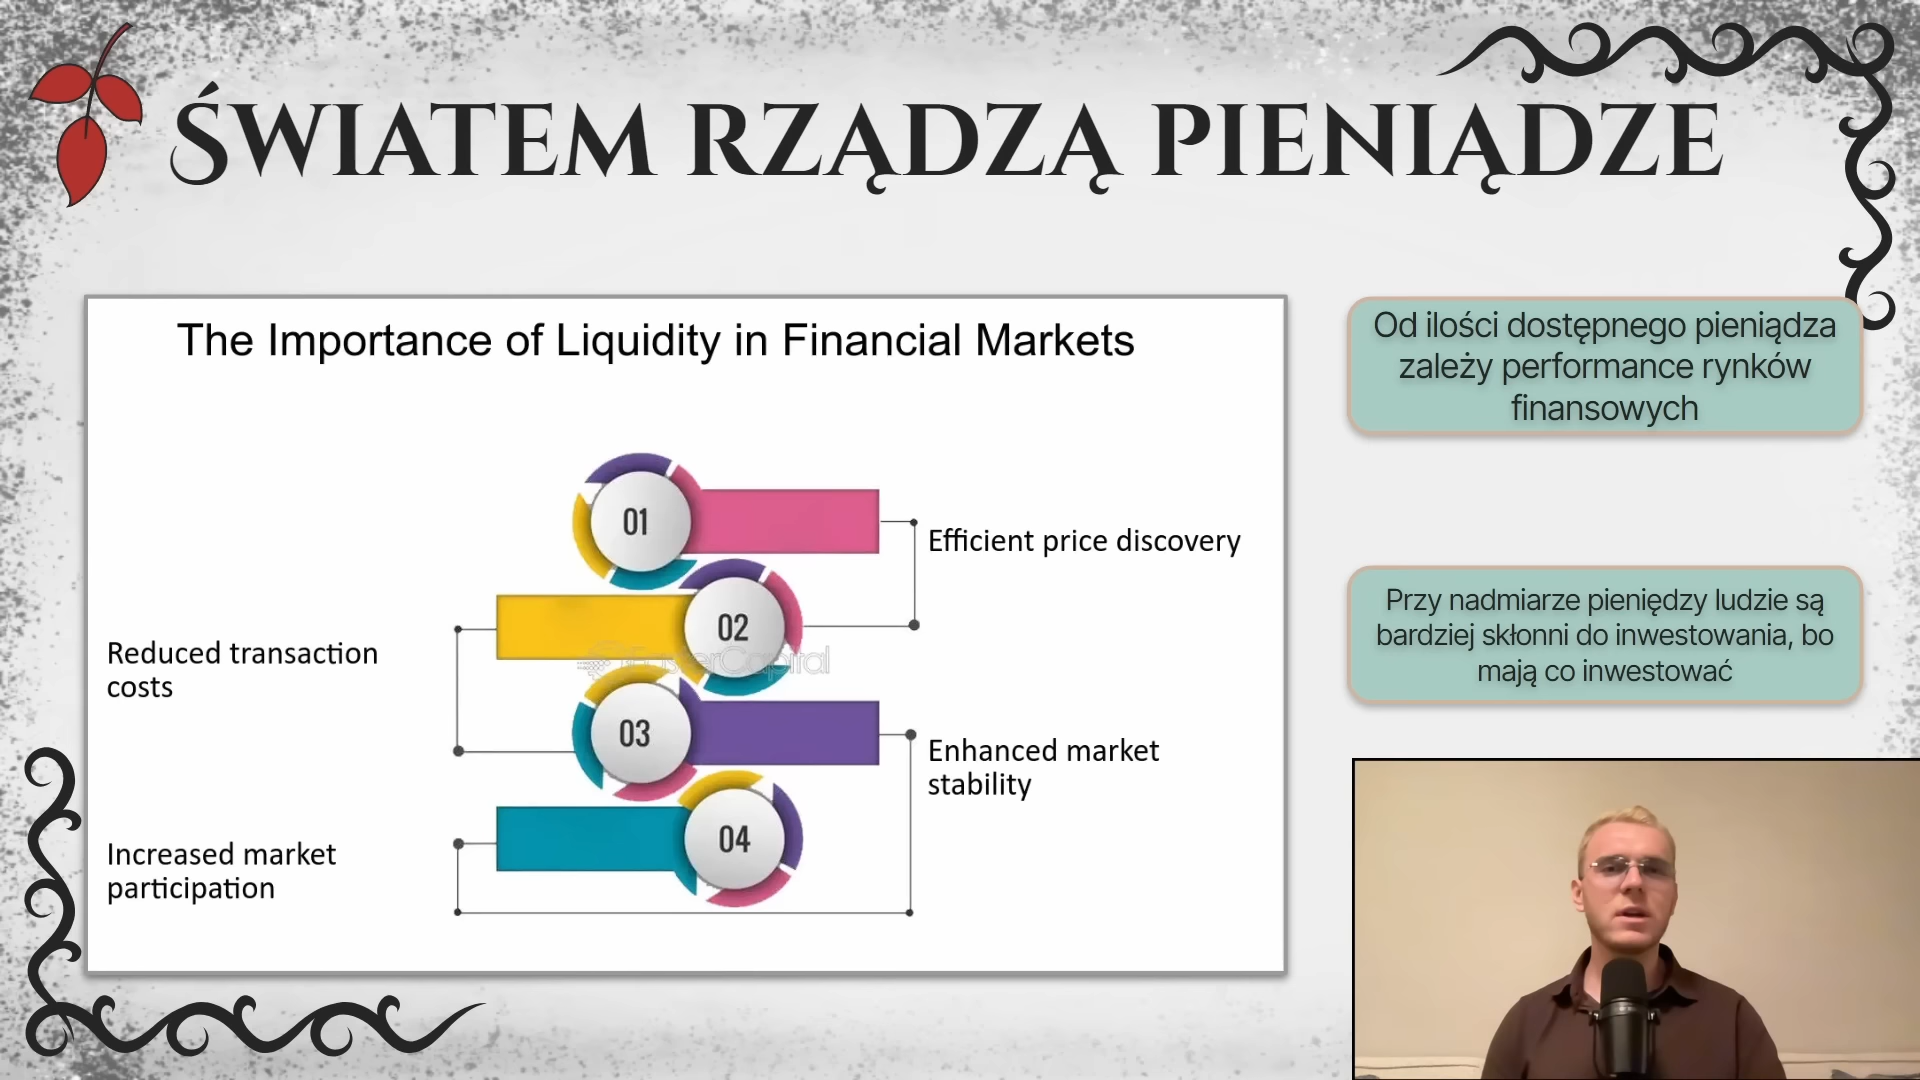 ŚWIATEM RZĄDZĄ PIENIĄDZE
The Importance of Liquidity in Financial Markets
01
Efficient price discovery
02
Reduced transaction
costs
FasterCapital
03
Enhanced market
stability
04
Increased market
participation
Od ilości dostępnego pieniądza
zależy performance rynków
finansowych
Przy nadmiarze pieniędzy ludzie są
bardziej skłonni do inwestowania, bo
mają co inwestować